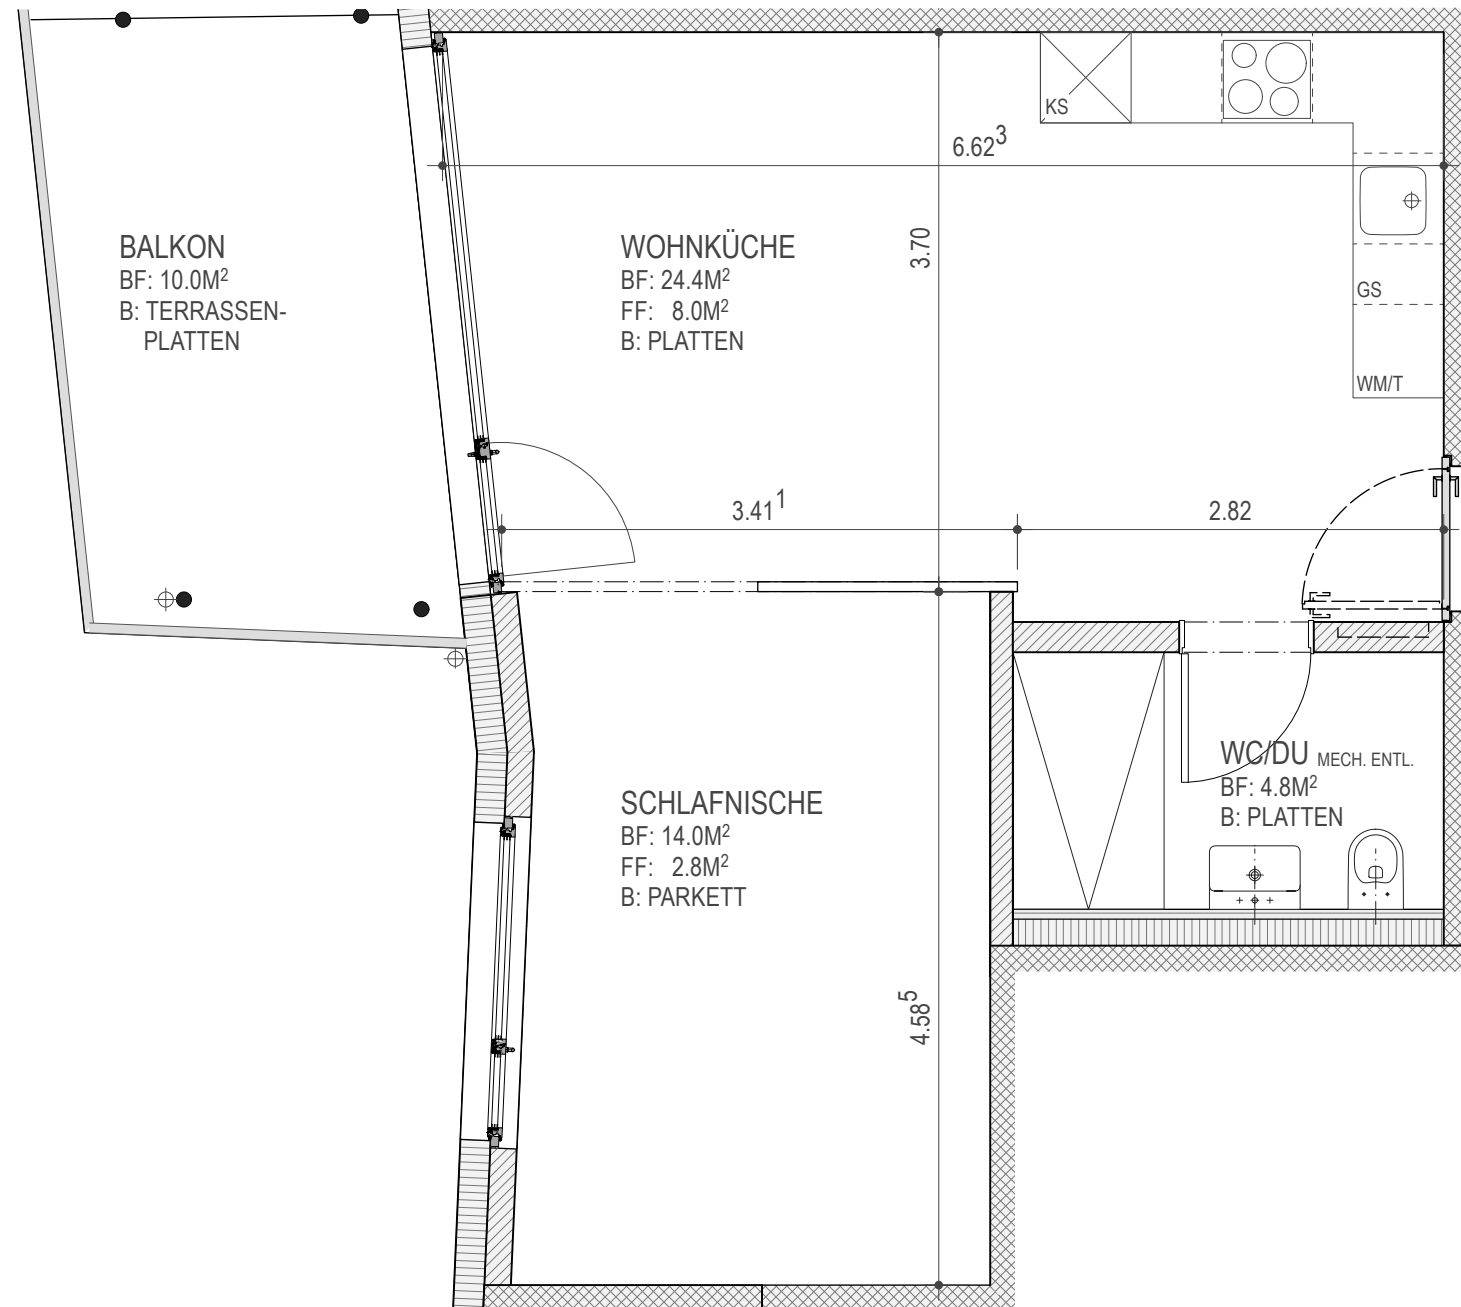 KS
6.62³
BALKON
BF: 10.0M²
B: TERRASSEN-
PLATTEN
WOHNKÜCHE
BF: 24.4M²
FF: 8.0M²
B: PLATTEN
3.70
GS
WM/T
3.41¹
2.82
WC/DU MECH. ENTL.
BF: 4.8M²
B: PLATTEN
SCHLAFNISCHE
BF: 14.0M²
FF: 2.8M²
B: PARKETT
4.58⁵